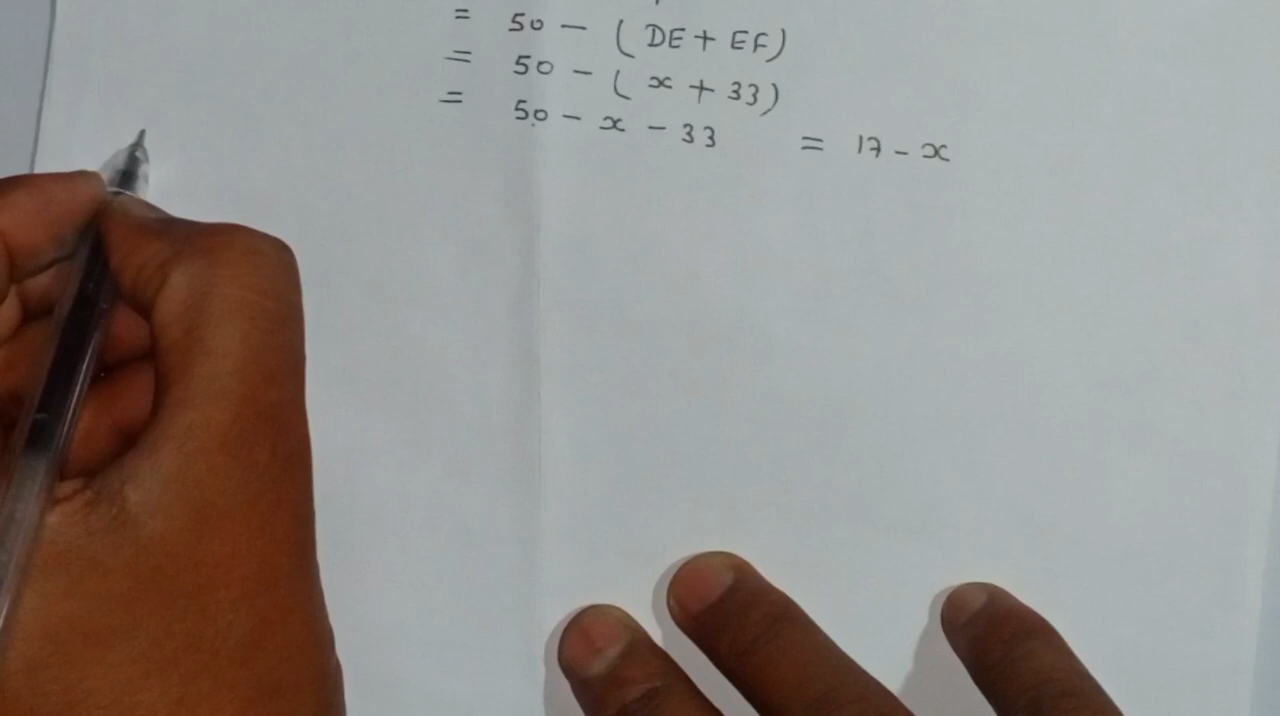 = 50 - (DE + EF)
= 50 - (x + 33)
= 50 - x - 33 = 17 - x